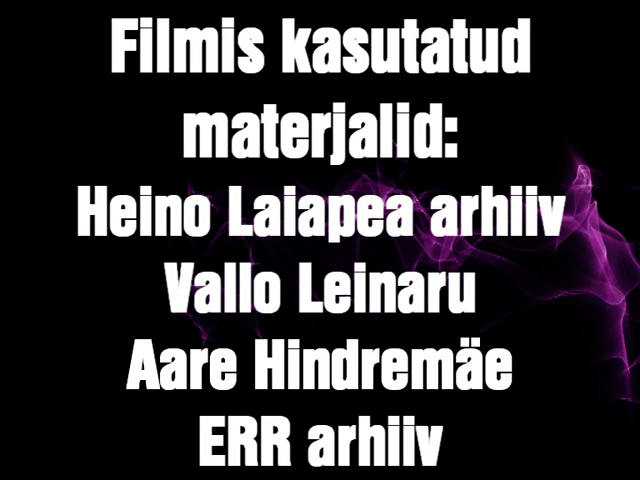 Filmis kasutatud
materjalid:
Heino Laiapea arhiiv
Vallo Leinaru
Aare Hindremäe
ERR arhiiv